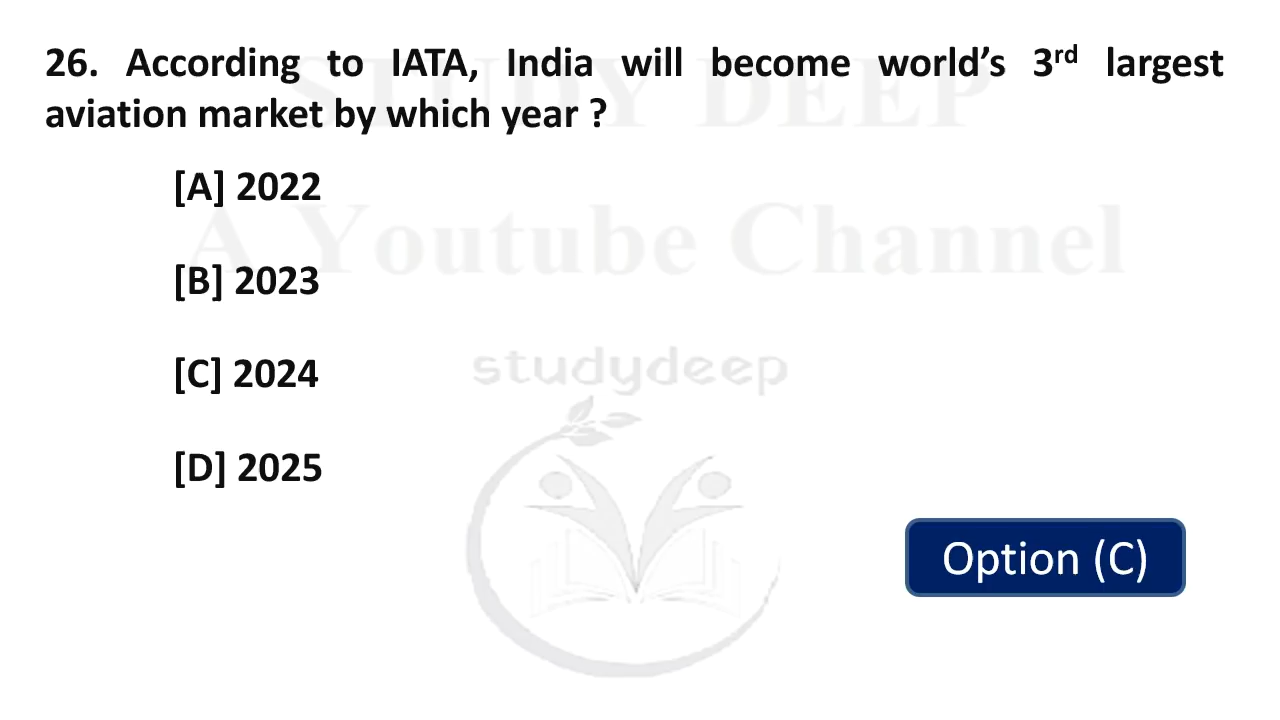 STUDY DEEP
26. According to IATA, India will become world's 3rd largest
aviation market by which year ?
[A] 2022
A Youtube Channel
[B] 2023
[C] 2024
studydeep
[D] 2025
Option (C)